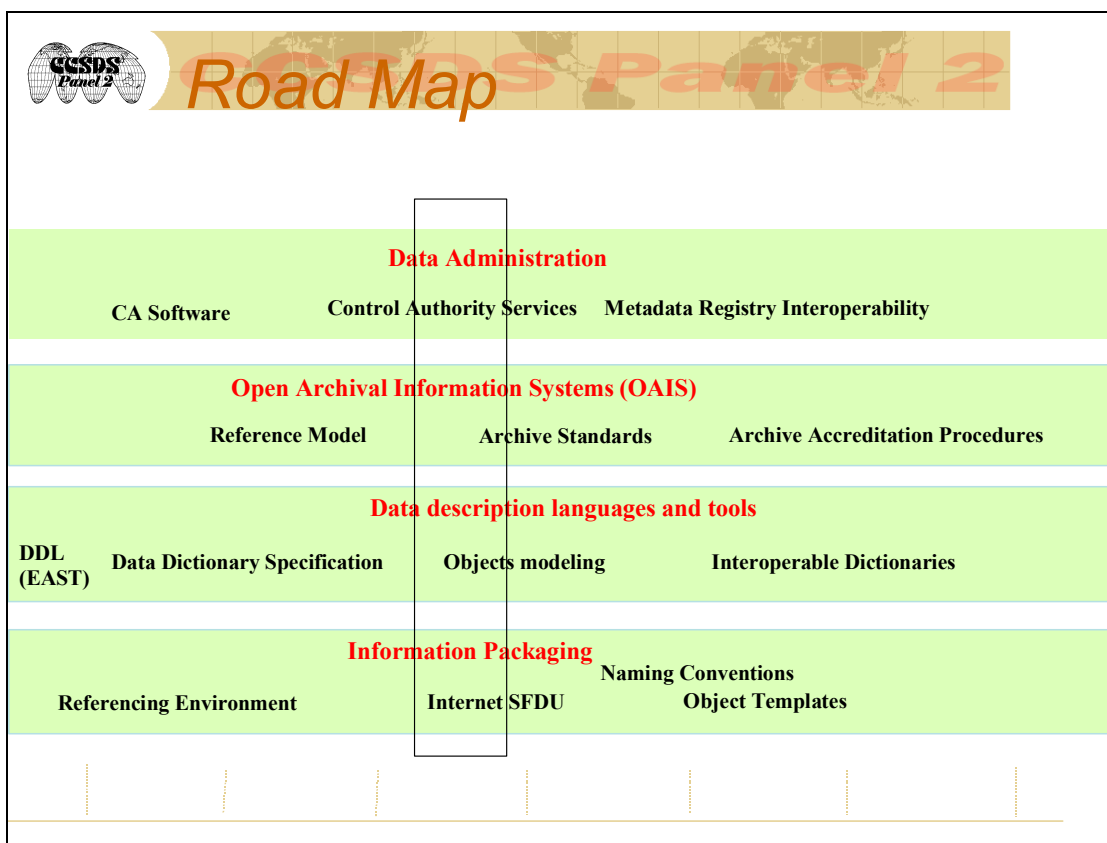 CCSDS
Panel 2
CCSDS Panel 2
Road Map
Data Administration
CA Software
Control Authority Services
Metadata Registry Interoperability
Open Archival Information Systems (OAIS)
Reference Model
Archive Standards
Archive Accreditation Procedures
Data description languages and tools
DDL
(EAST)
Data Dictionary Specification
Objects modeling
Interoperable Dictionaries
Information Packaging
Naming Conventions
Referencing Environment
Internet SFDU
Object Templates